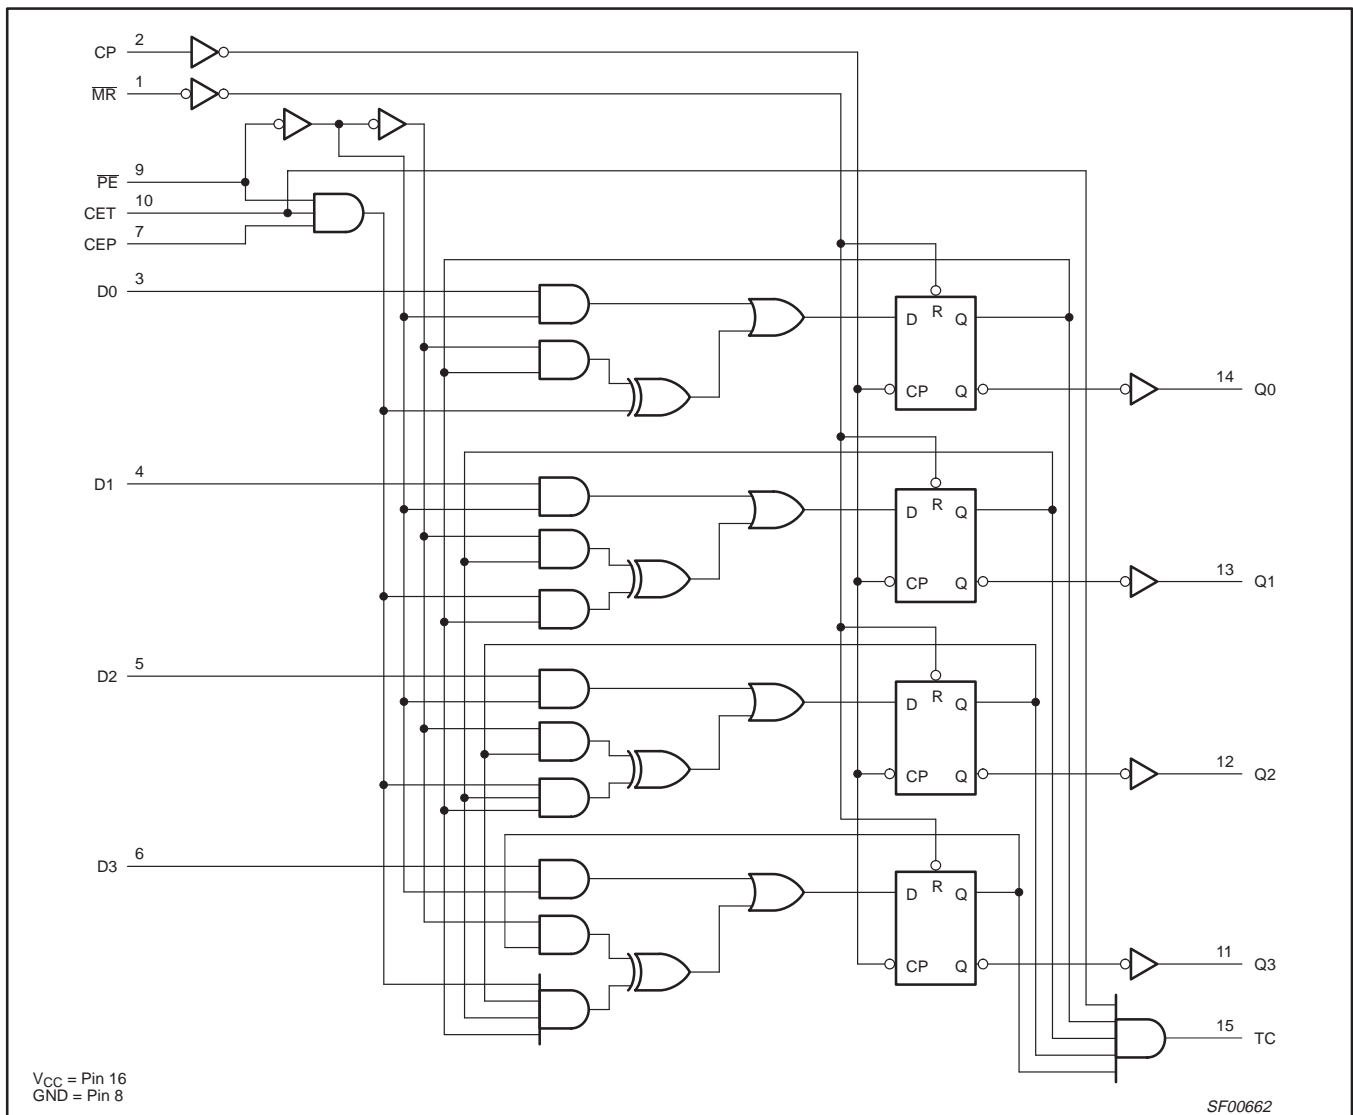 CP 2
MR 1
PE 9
CET 10
CEP 7
D0 3
R
D Q
CP Q
14 Q0
D1 4
R
D Q
CP Q
13 Q1
D2 5
R
D Q
CP Q
12 Q2
D3 6
R
D Q
CP Q
11 Q3
15 TC
VCC = Pin 16
GND = Pin 8
SF00662